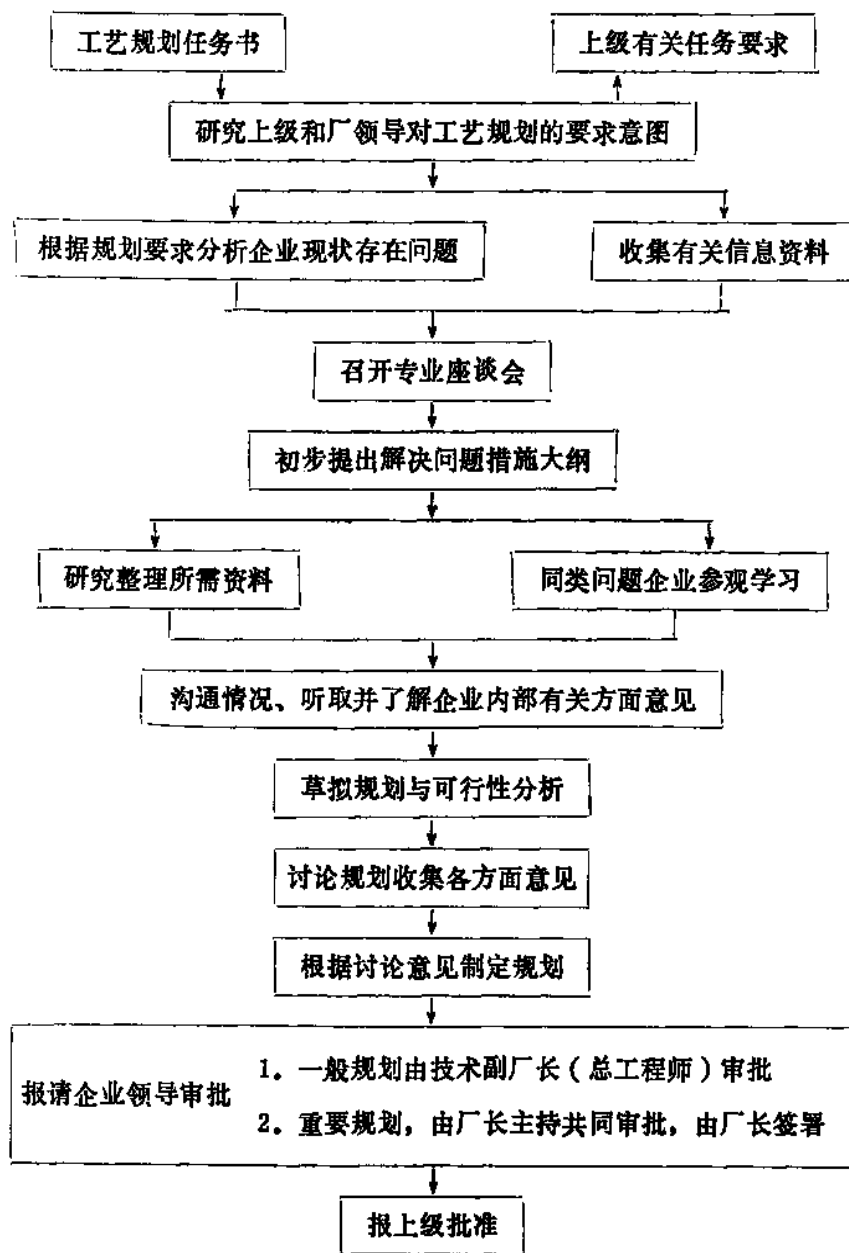 工艺规划任务书
上级有关任务要求
研究上级和厂领导对工艺规划的要求意图
根据规划要求分析企业现状存在问题
收集有关信息资料
召开专业座谈会
初步提出解决问题措施大纲
研究整理所需资料
同类问题企业参观学习
沟通情况、听取并了解企业内部有关方面意见
草拟规划与可行性分析
讨论规划收集各方面意见
根据讨论意见制定规划
报请企业领导审批
1。一般规划由技术副厂长(总工程师)审批
2。重要规划,由厂长主持共同审批,由厂长签署
报上级批准